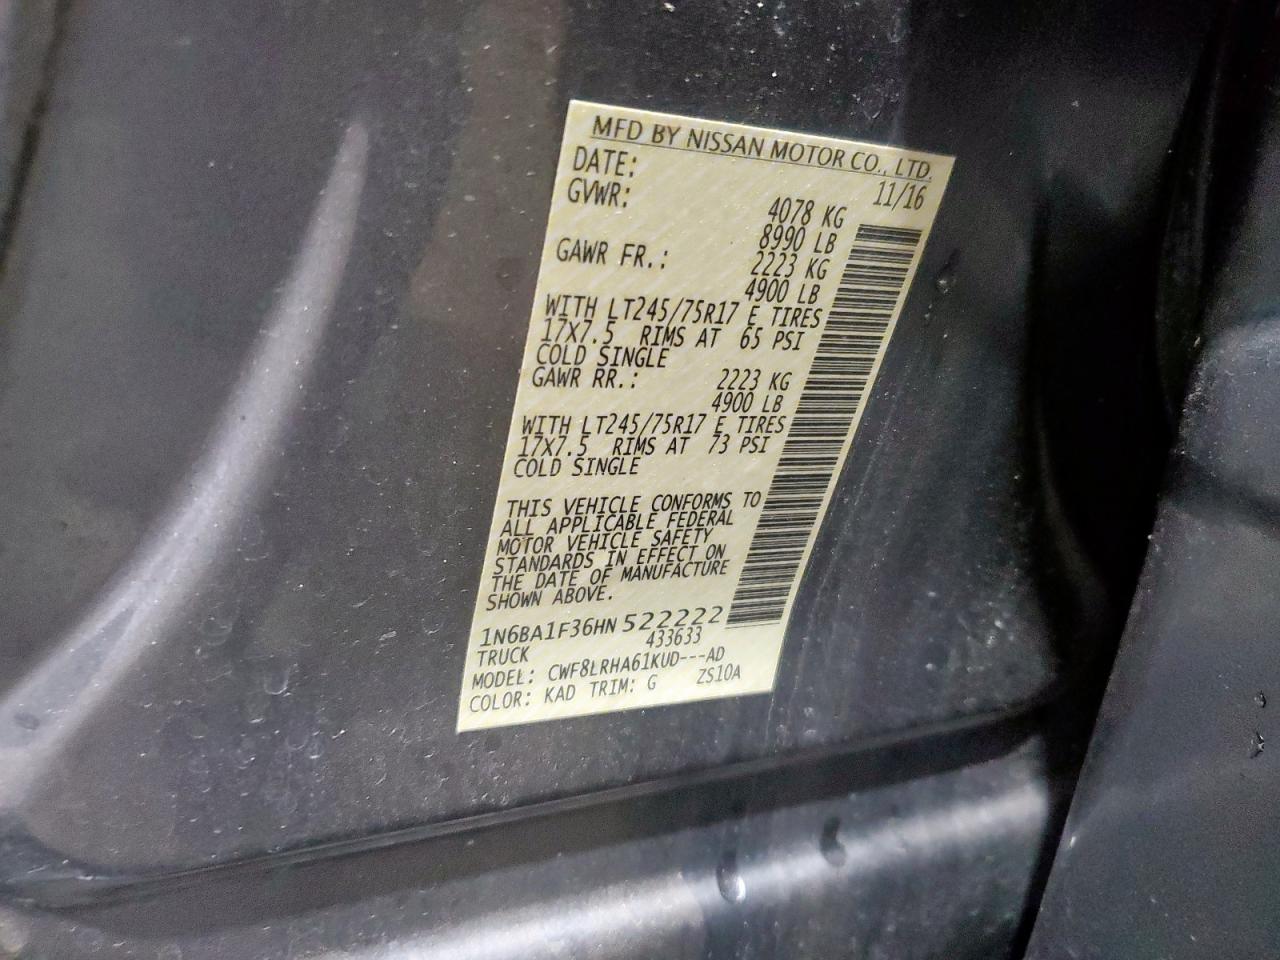 MFD BY NISSAN MOTOR CO., LTD.
DATE: 11/16
GVWR: 4078 KG
8990 LB
GAWR FR.: 2223 KG
4900 LB
WITH LT245/75R17 E TIRES
17X7.5 RIMS AT 65 PSI
COLD SINGLE
GAWR RR.: 2223 KG
4900 LB
WITH LT245/75R17 E TIRES
17X7.5 RIMS AT 73 PSI
COLD SINGLE
THIS VEHICLE CONFORMS TO
ALL APPLICABLE FEDERAL
MOTOR VEHICLE SAFETY
STANDARDS IN EFFECT ON
THE DATE OF MANUFACTURE
SHOWN ABOVE.
1N6BA1F36HN522222
TRUCK 433633
MODEL: CWF8LRHA61KUD---AD
COLOR: KAD TRIM: G ZS10A